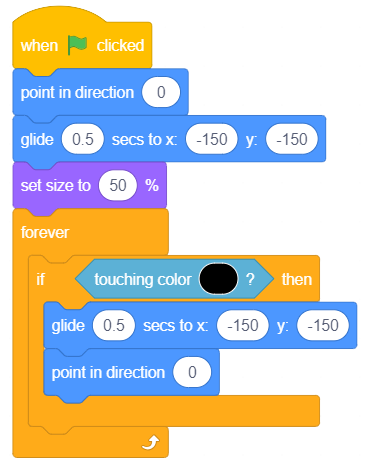 when clicked
point in direction 0
glide 0.5 secs to x: -150 y: -150
set size to 50 %
forever
if touching color ? then
glide 0.5 secs to x: -150 y: -150
point in direction 0